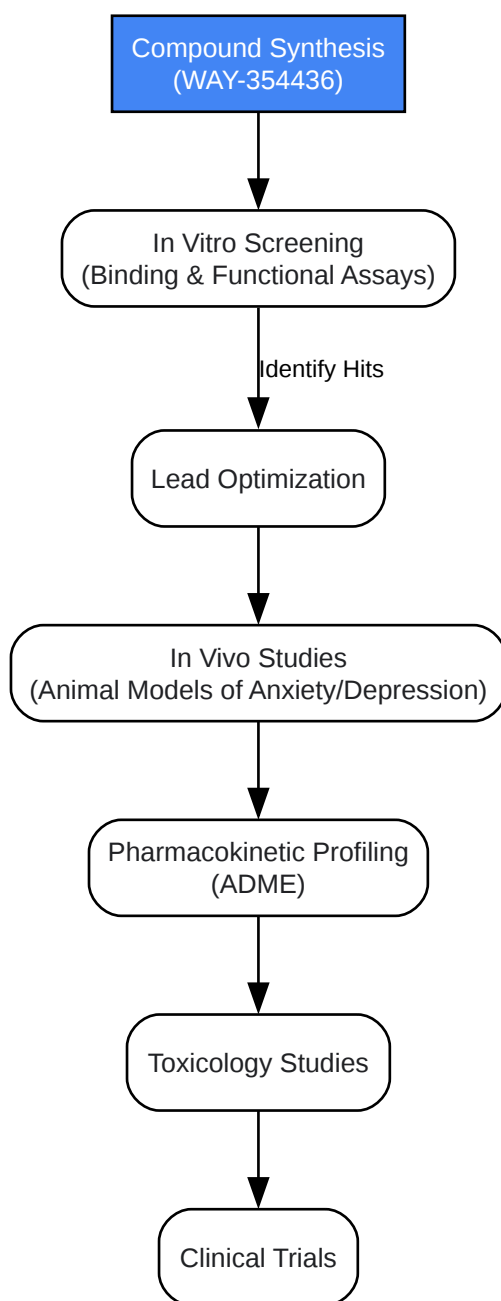 Compound Synthesis
(WAY-354436)
In Vitro Screening
(Binding & Functional Assays)
Identify Hits
Lead Optimization
In Vivo Studies
(Animal Models of Anxiety/Depression)
Pharmacokinetic Profiling
(ADME)
Toxicology Studies
Clinical Trials